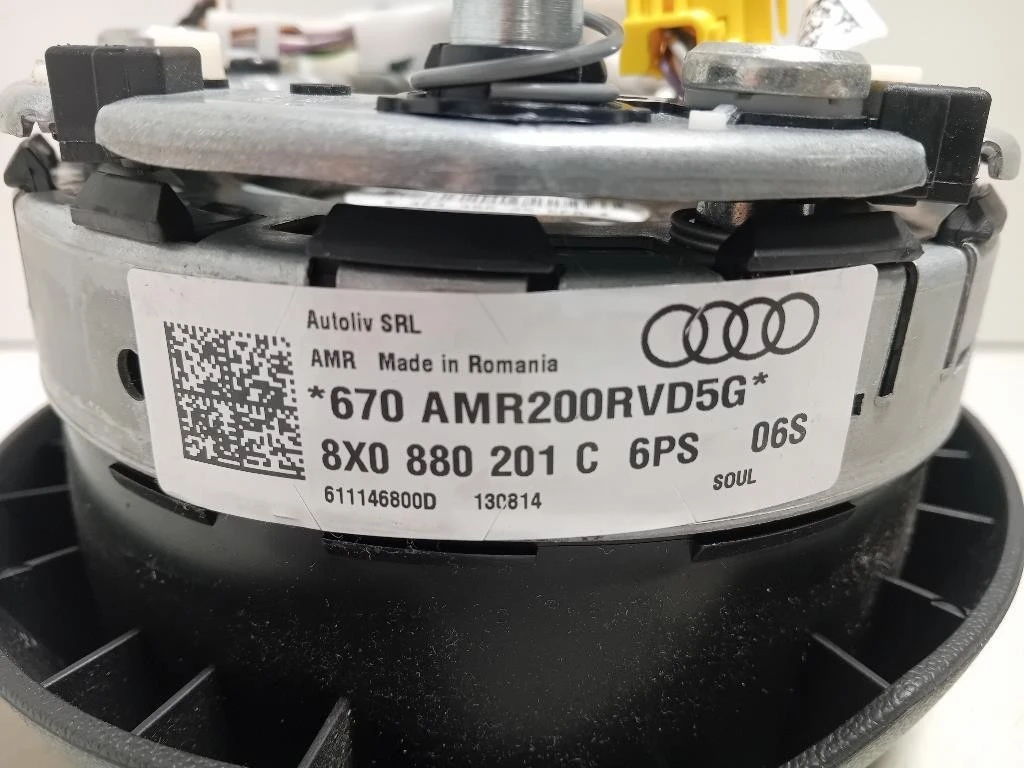 Autoliv SRL
AMR Made in Romania
*670 AMR200RVD5G*
8X0 880 201 C 6PS 06S
SOUL
611146800D 130814